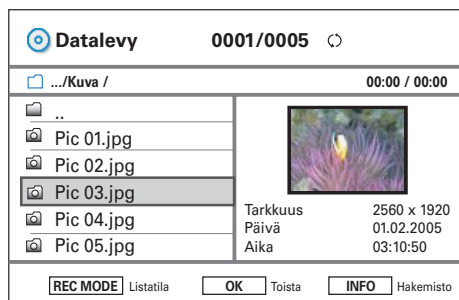 Datalevy 0001/0005
.../Kuva / 00:00 / 00:00
..
Pic 01.jpg
Pic 02.jpg
Pic 03.jpg
Pic 04.jpg
Pic 05.jpg
Tarkkuus 2560 x 1920
Päivä 01.02.2005
Aika 03:10:50
REC MODE Listatila OK Toista INFO Hakemisto